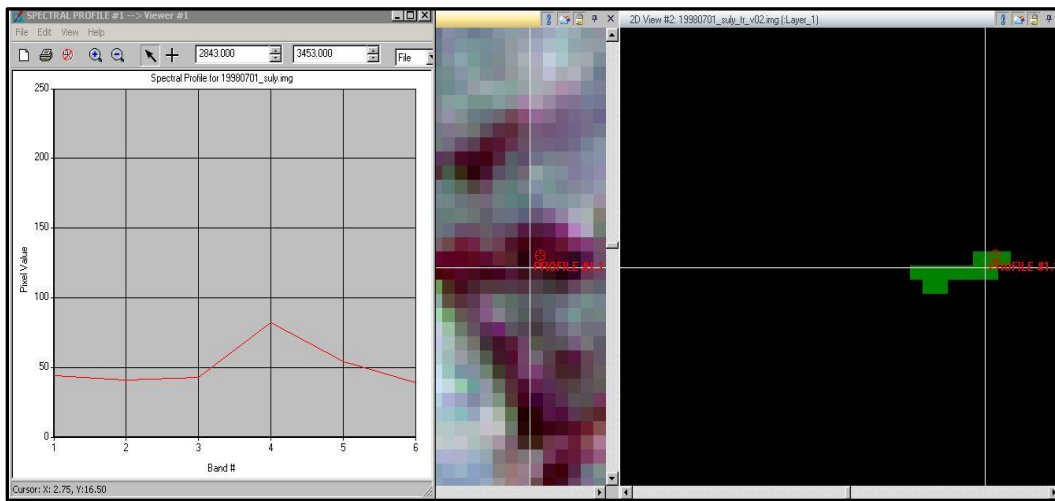 SPECTRAL PROFILE #1 --> Viewer #1
File Edit View Help
2843.000 3453.000 File
Spectral Profile for 19980701_suly.img
250
200
150
100
50
0
Pixel Value
1 2 3 4 5 6
Band #
Cursor: X: 2.75, Y:16.50
PROFILE #1.1
2D View #2: 19980701_suly_tr_v02.img (:Layer_1)
PROFILE #1.